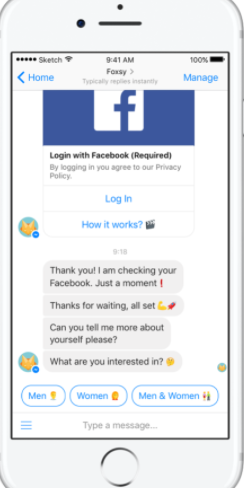 Sketch 9:41 AM 100%
Home Foxsy > Manage
Typically replies instantly
f
Login with Facebook (Required)
By logging in you agree to our Privacy
Policy.
Log In
How it works? 🎬
9:18
Thank you! I am checking your
Facebook. Just a moment❗
Thanks for waiting, all set 💪🚀
Can you tell me more about
yourself please?
What are you interested in? 🤔
Men 👨 Women 👩 Men & Women 👫
Type a message...